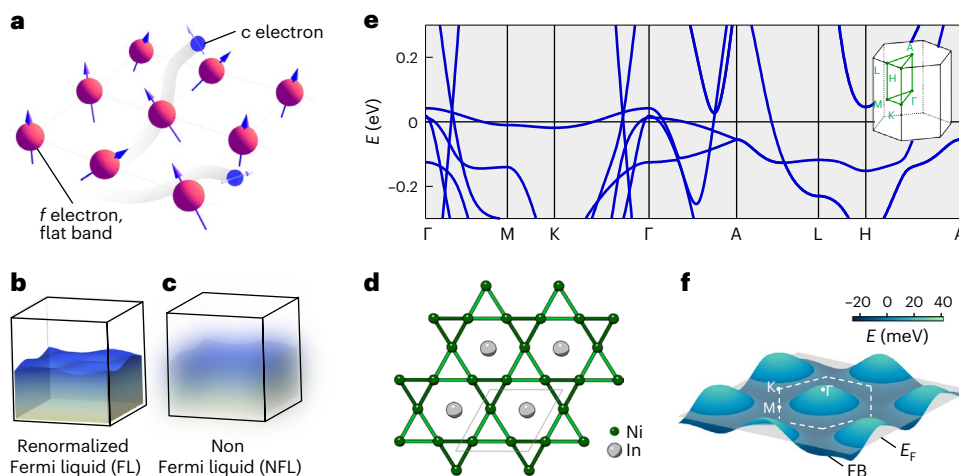 a
c electron
f electron,
flat band
b
c
Renormalized
Fermi liquid (FL)
Non
Fermi liquid (NFL)
d
Ni
In
e
E (eV)
0.2
0
−0.2
Γ
M
K
Γ
A
L
H
A
A
L
H
M
Γ
K
f
−20
0
20
40
E (meV)
K
Γ
M
E_F
FB